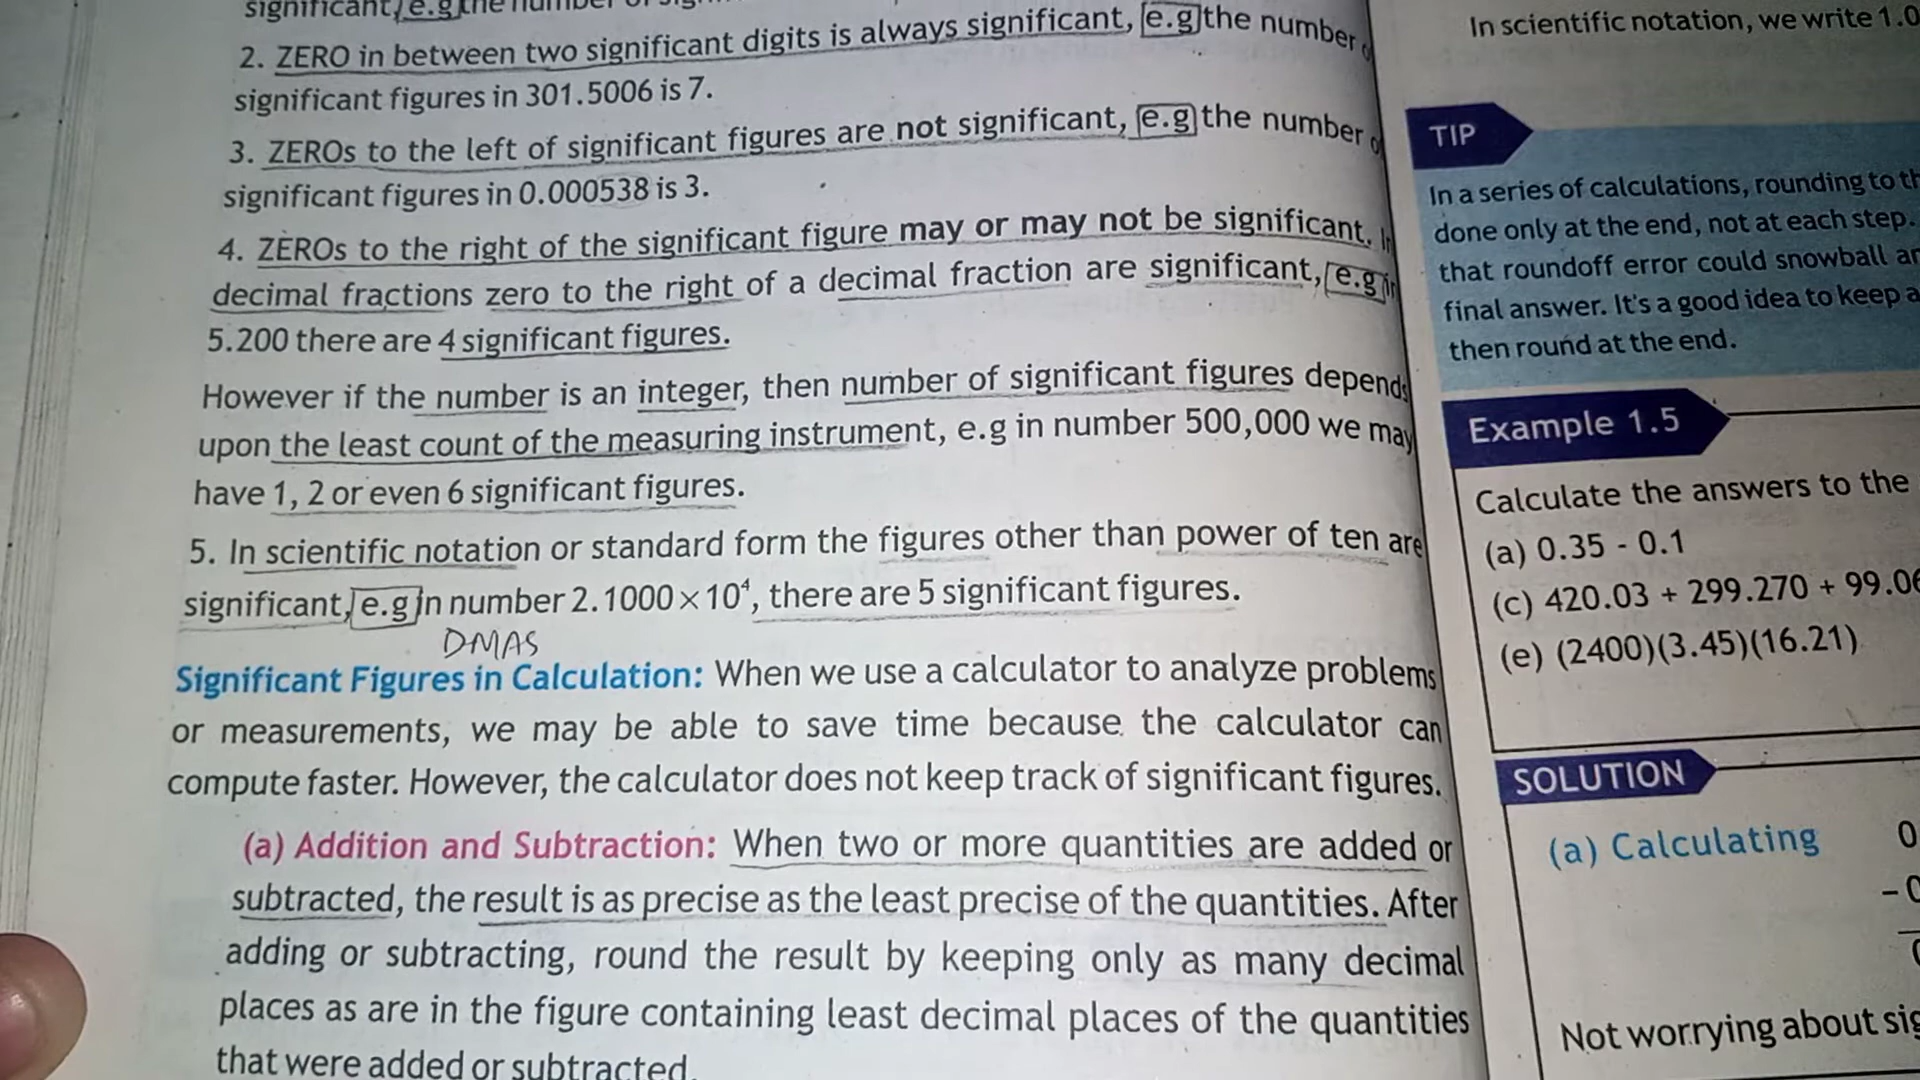 significant, e.g the number of
2. ZERO in between two significant digits is always significant, e.g the number
significant figures in 301.5006 is 7.
3. ZEROs to the left of significant figures are not significant, e.g the number
significant figures in 0.000538 is 3.
4. ZEROs to the right of the significant figure may or may not be significant. In
decimal fractions zero to the right of a decimal fraction are significant, e.g in
5.200 there are 4 significant figures.
However if the number is an integer, then number of significant figures depends
upon the least count of the measuring instrument, e.g in number 500,000 we may
have 1, 2 or even 6 significant figures.
5. In scientific notation or standard form the figures other than power of ten are
significant, e.g in number 2.1000×10⁴, there are 5 significant figures.
DMAS
Significant Figures in Calculation: When we use a calculator to analyze problems
or measurements, we may be able to save time because the calculator can
compute faster. However, the calculator does not keep track of significant figures.
(a) Addition and Subtraction: When two or more quantities are added or
subtracted, the result is as precise as the least precise of the quantities. After
adding or subtracting, round the result by keeping only as many decimal
places as are in the figure containing least decimal places of the quantities
that were added or subtracted.
In scientific notation, we write 1.0
TIP
In a series of calculations, rounding to
done only at the end, not at each step.
that roundoff error could snowball
final answer. It's a good idea to keep a
then round at the end.
Example 1.5
Calculate the answers to the
(a) 0.35 - 0.1
(c) 420.03 + 299.270 + 99.06
(e) (2400)(3.45)(16.21)
SOLUTION
(a) Calculating 0
- 0
Not worrying about